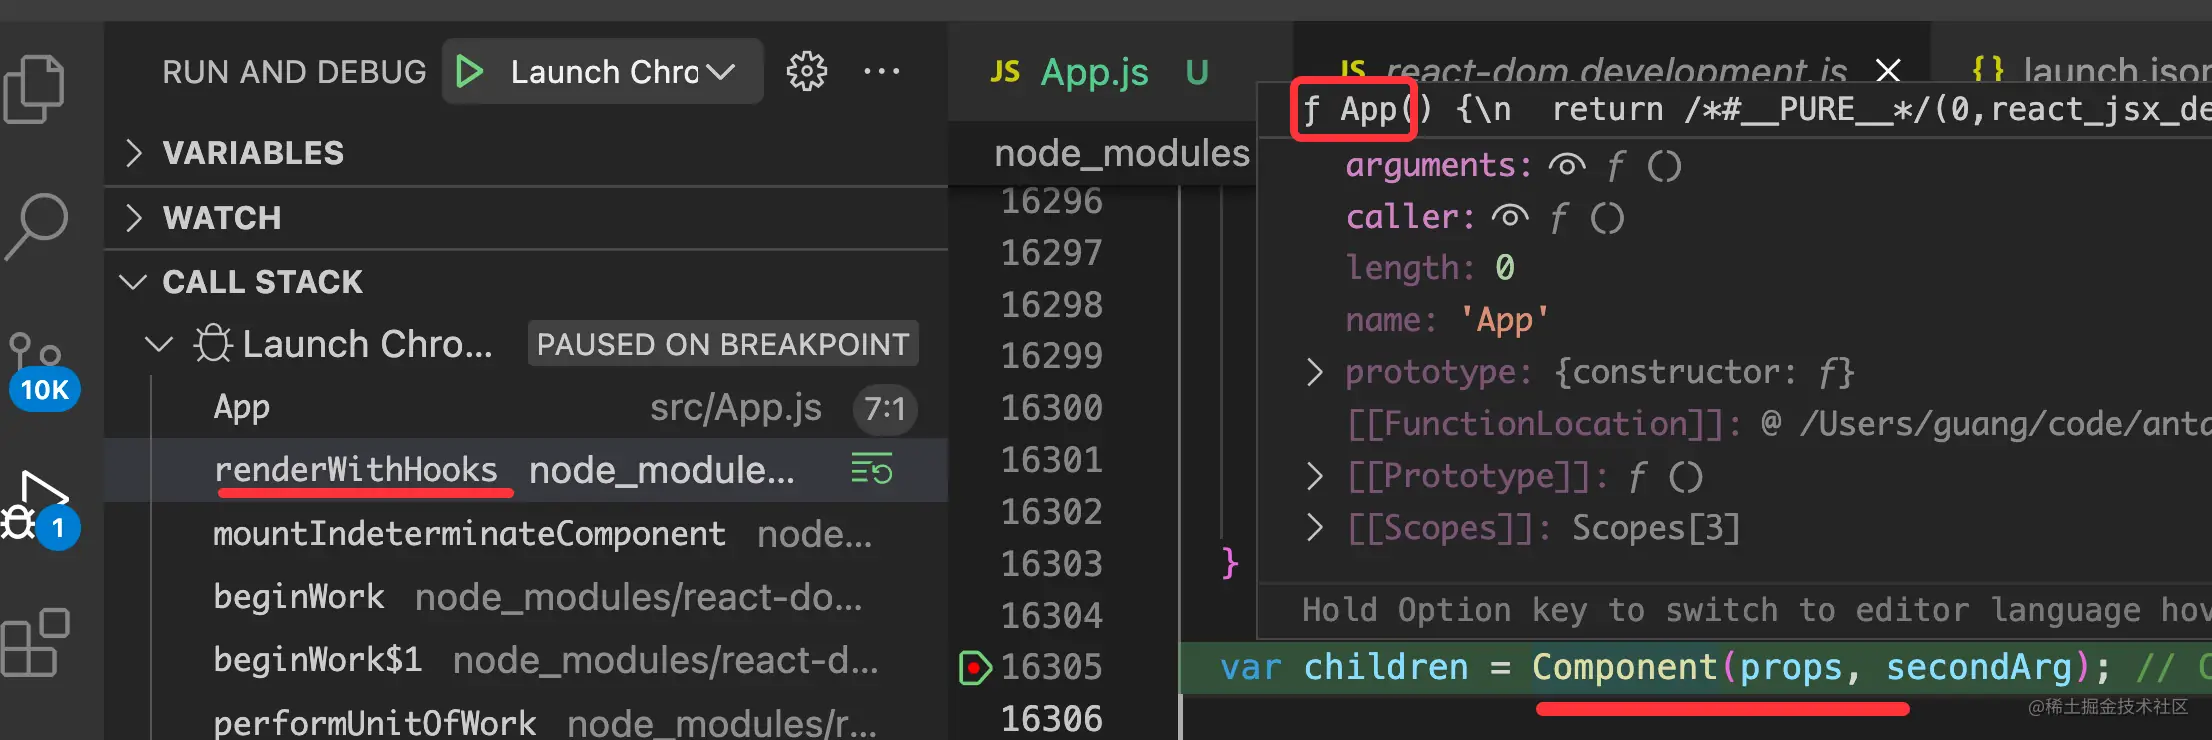 RUN AND DEBUG Launch Chro
VARIABLES
WATCH
CALL STACK
Launch Chro... PAUSED ON BREAKPOINT
App src/App.js 7:1
renderWithHooks node_module...
mountIndeterminateComponent node...
beginWork node_modules/react-do...
beginWork$1 node_modules/react-d...
performUnitOfWork node_modules/r...
10K
1
JS App.js U
JS react-dom.development.js
{} launch.json
node_modules
ƒ App() {\n return /*#__PURE__*/(0,react_jsx_de
arguments: ƒ ()
caller: ƒ ()
length: 0
name: 'App'
prototype: {constructor: ƒ}
[[FunctionLocation]]: @ /Users/guang/code/anta
[[Prototype]]: ƒ ()
[[Scopes]]: Scopes[3]
Hold Option key to switch to editor language hov
16296
16297
16298
16299
16300
16301
16302
16303 }
16304
16305 var children = Component(props, secondArg); // C
16306
@稀土掘金技术社区